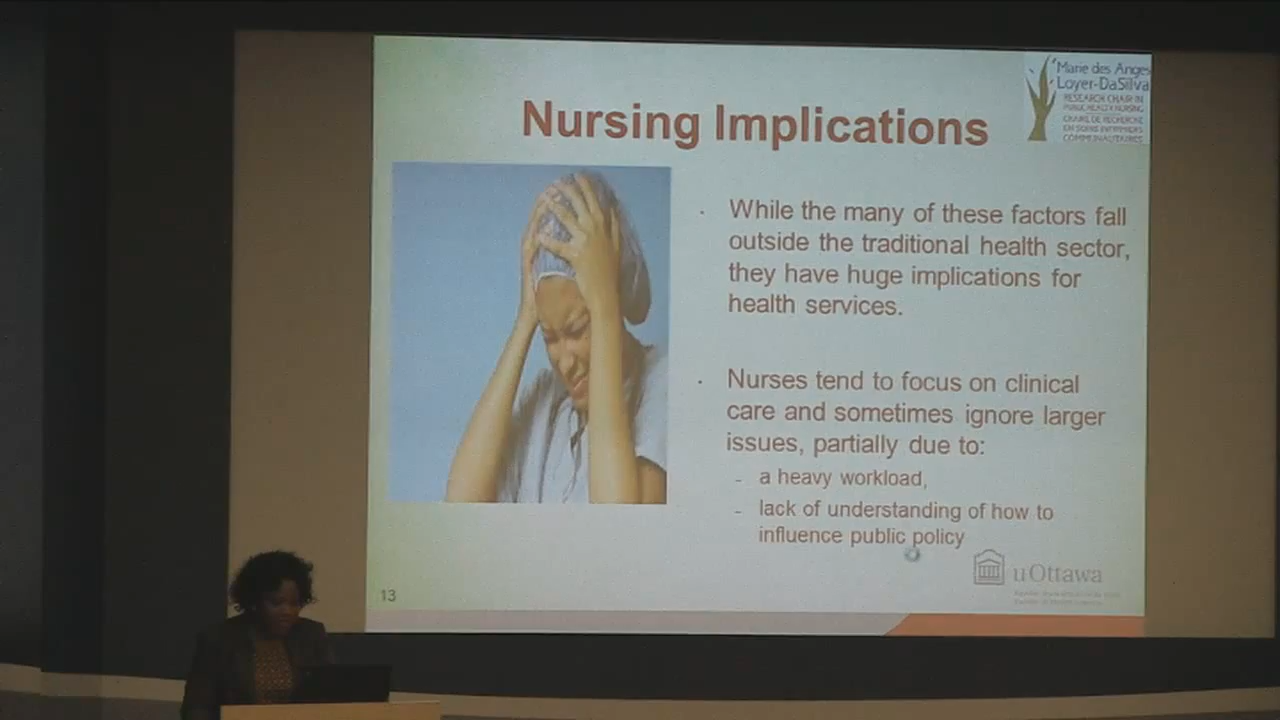 Marie des Anges
Loyer-DaSilva
RESEARCH CHAIR IN
PUBLIC HEALTH NURSING
CHAIRE DE RECHERCHE
EN SOINS INFIRMIERS
COMMUNAUTAIRES
Nursing Implications
While the many of these factors fall
outside the traditional health sector,
they have huge implications for
health services.
Nurses tend to focus on clinical
care and sometimes ignore larger
issues, partially due to:
- a heavy workload,
- lack of understanding of how to
influence public policy
uOttawa
13